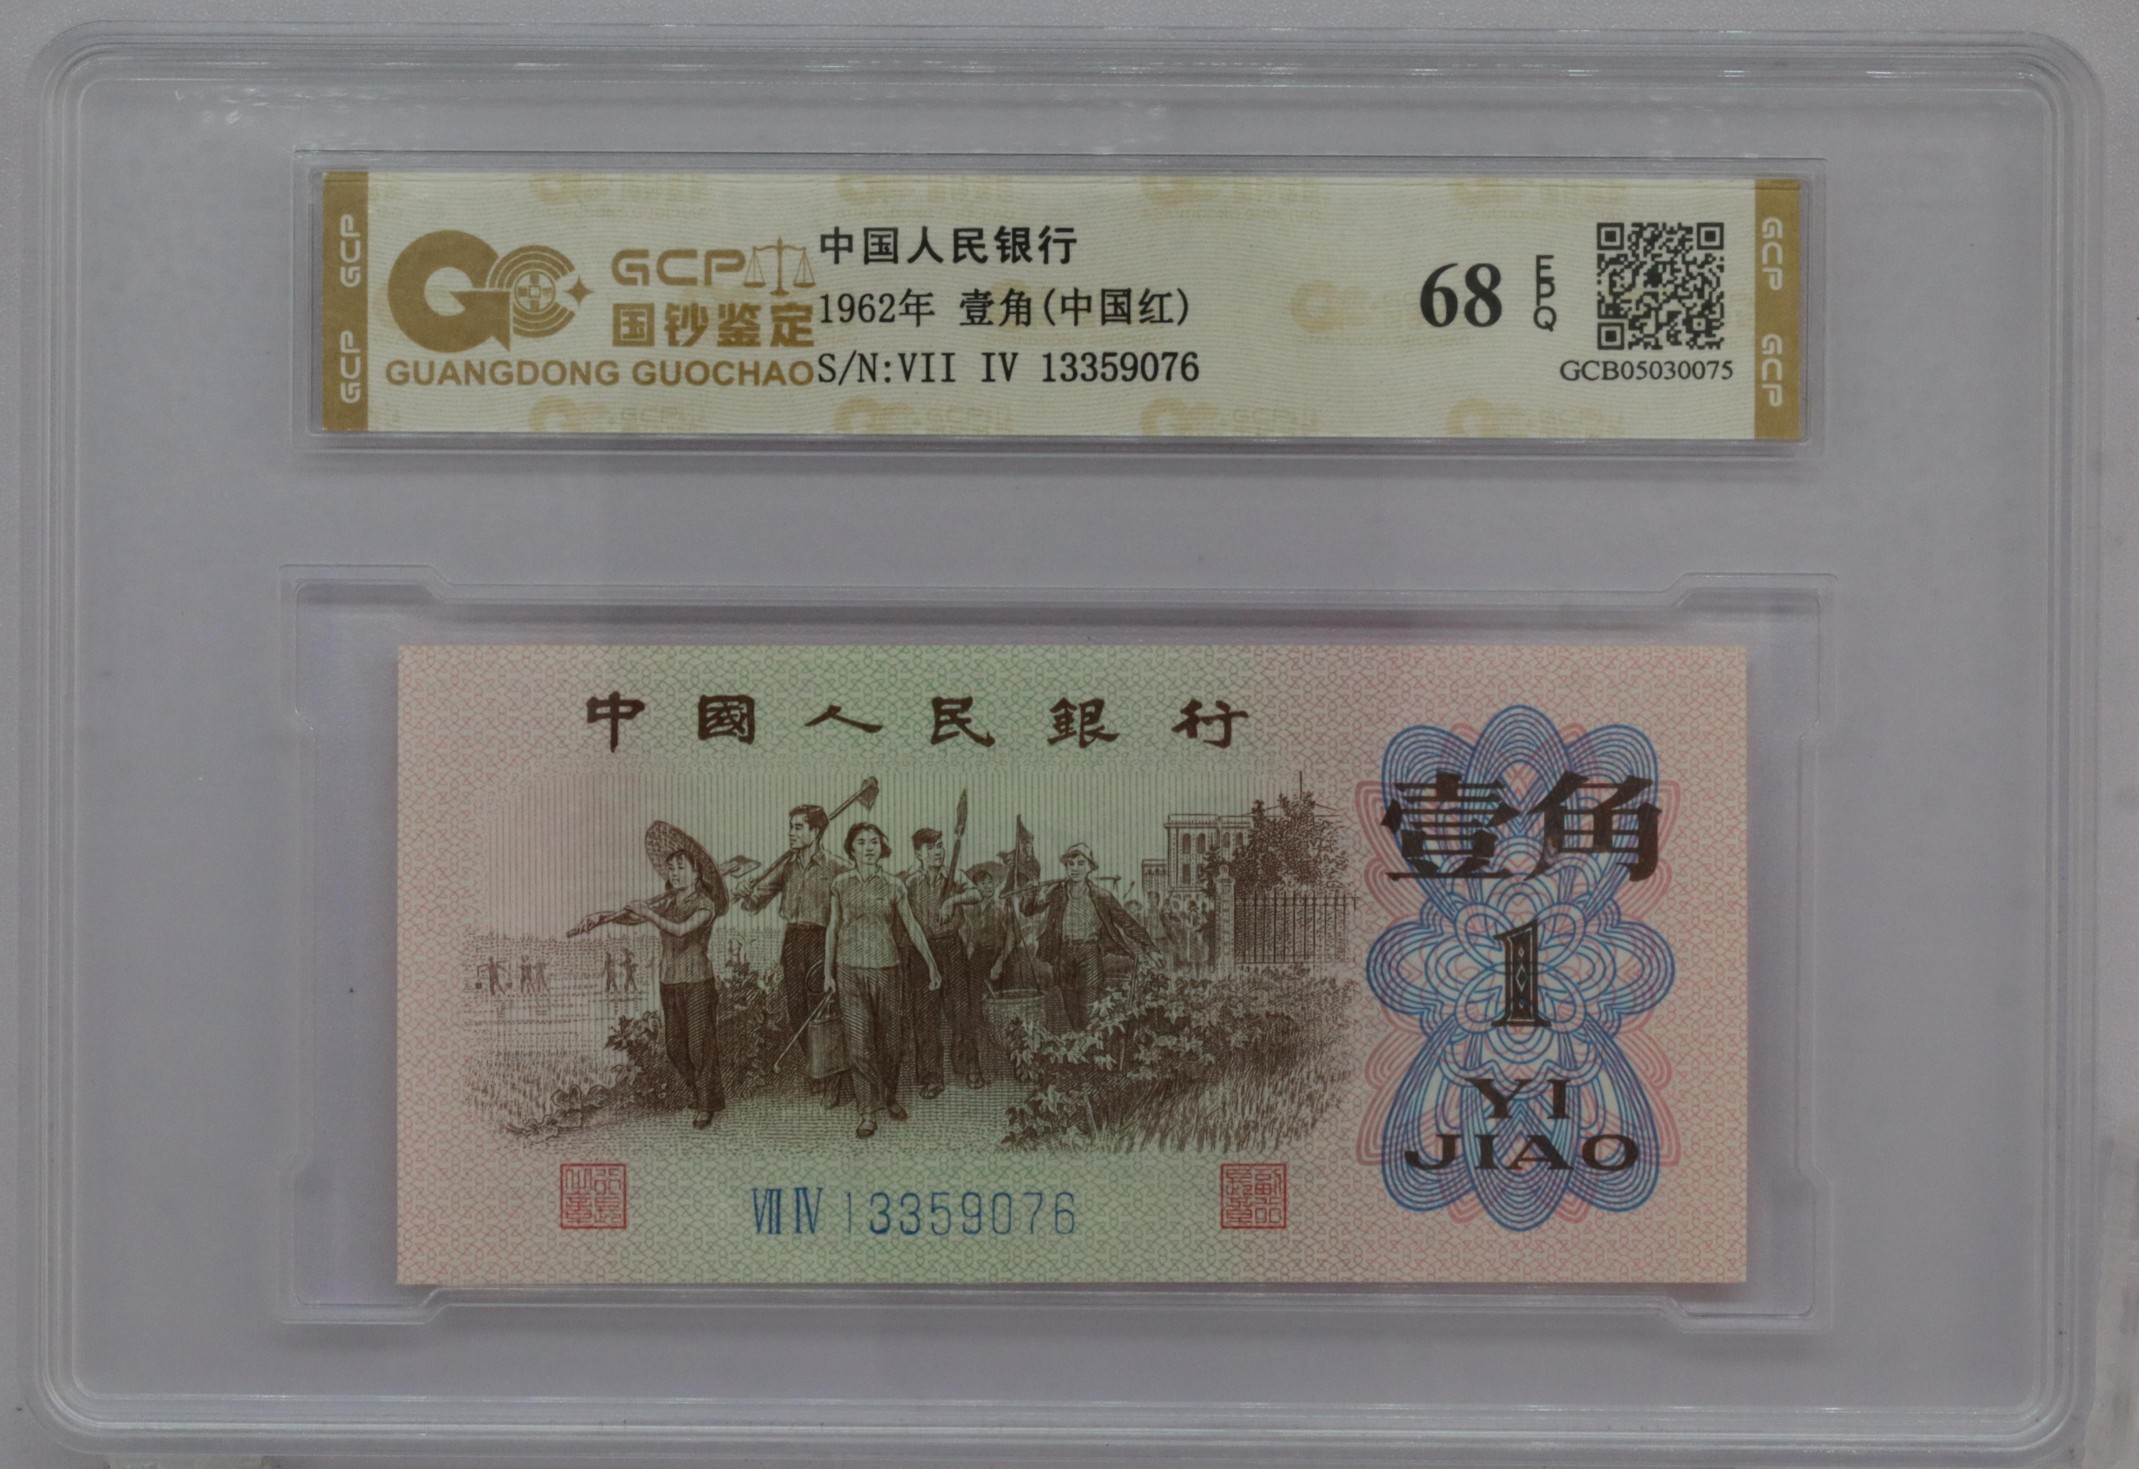 GCP GCP
GCP
国钞鉴定
GUANGDONG GUOCHAO
中国人民银行
1962年 壹角(中国红)
S/N:VII IV 13359076
68 EPQ
GCB05030075
GCP GCP
中國人民銀行
壹角
1
YI
JIAO
VII IV 13359076